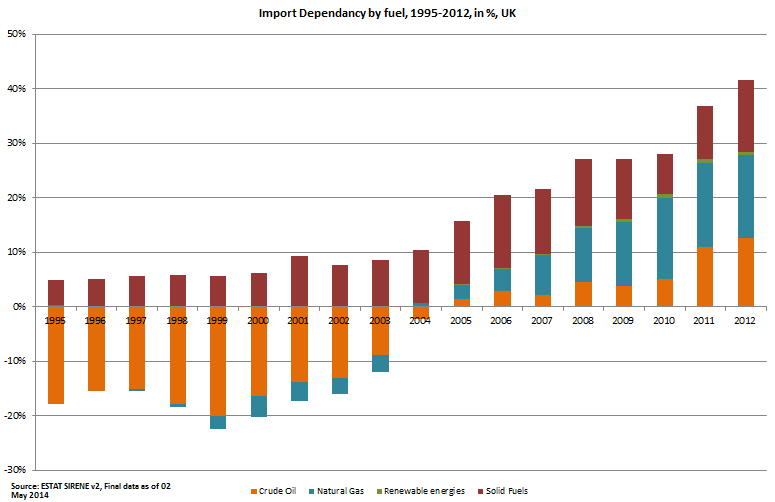 Import Dependancy by fuel, 1995-2012, in %, UK
50%
40%
30%
20%
10%
0%
1995 1996 1997 1998 1999 2000 2001 2002 2003 2004 2005 2006 2007 2008 2009 2010 2011 2012
-10%
-20%
-30%
Source: ESTAT SIRENE v2, Final data as of 02
May 2014
Crude Oil Natural Gas Renewable energies Solid Fuels